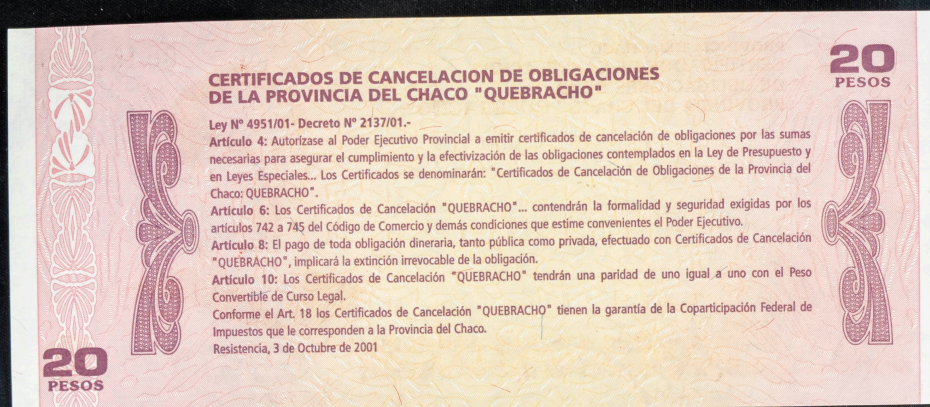 20
PESOS
CERTIFICADOS DE CANCELACION DE OBLIGACIONES
DE LA PROVINCIA DEL CHACO "QUEBRACHO"
Ley Nº 4951/01- Decreto Nº 2137/01.-
Artículo 4: Autorízase al Poder Ejecutivo Provincial a emitir certificados de cancelación de obligaciones por las sumas
necesarias para asegurar el cumplimiento y la efectivización de las obligaciones contempladas en la Ley de Presupuesto y
en Leyes Especiales... Los Certificados se denominarán: "Certificados de Cancelación de Obligaciones de la Provincia del
Chaco: QUEBRACHO".
Artículo 6: Los Certificados de Cancelación "QUEBRACHO"... contendrán la formalidad y seguridad exigidas por los
artículos 742 a 745 del Código de Comercio y demás condiciones que estime convenientes el Poder Ejecutivo.
Artículo 8: El pago de toda obligación dineraria, tanto pública como privada, efectuado con Certificados de Cancelación
"QUEBRACHO", implicará la extinción irrevocable de la obligación.
Artículo 10: Los Certificados de Cancelación "QUEBRACHO" tendrán una paridad de uno igual a uno con el Peso
Convertible de Curso Legal.
Conforme el Art. 18 los Certificados de Cancelación "QUEBRACHO" tienen la garantía de la Coparticipación Federal de
Impuestos que le corresponden a la Provincia del Chaco.
Resistencia, 3 de Octubre de 2001
20
PESOS